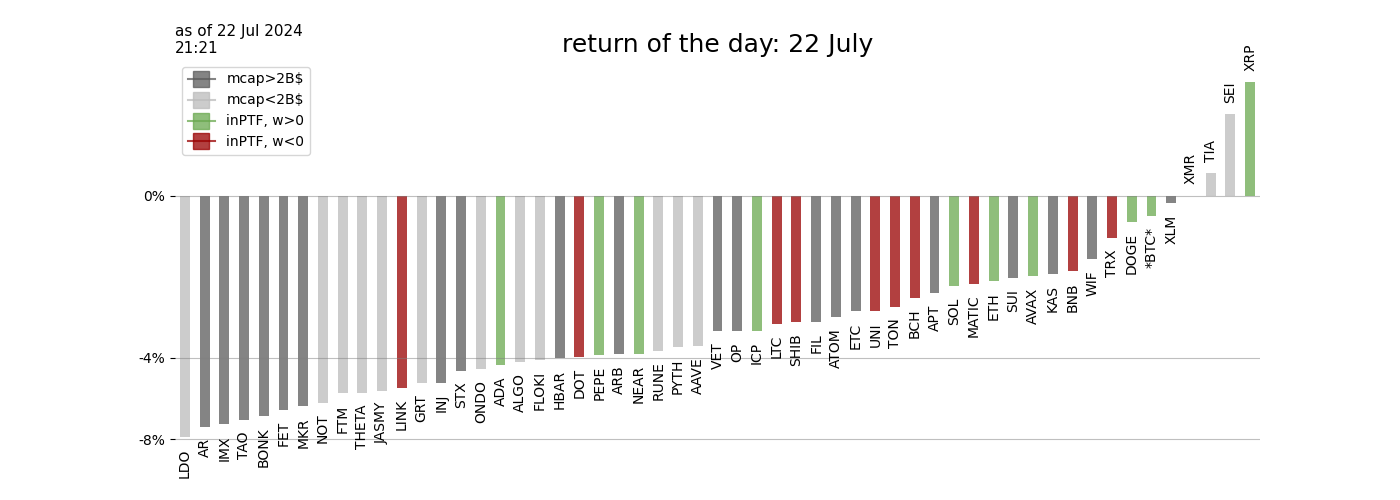 as of 22 Jul 2024
21:21
return of the day: 22 July
mcap>2B$
mcap<2B$
inPTF, w>0
inPTF, w<0
0%
-4%
-8%
LDO
AR
IMX
TAO
BONK
FET
MKR
NOT
FTM
THETA
JASMY
LINK
GRT
INJ
STX
ONDO
ADA
ALGO
FLOKI
HBAR
DOT
PEPE
ARB
NEAR
RUNE
PYTH
AAVE
VET
OP
ICP
LTC
SHIB
FIL
ATOM
ETC
UNI
TON
BCH
APT
SOL
MATIC
ETH
SUI
AVAX
KAS
BNB
WIF
TRX
DOGE
*BTC*
XLM
XMR
TIA
SEI
XRP